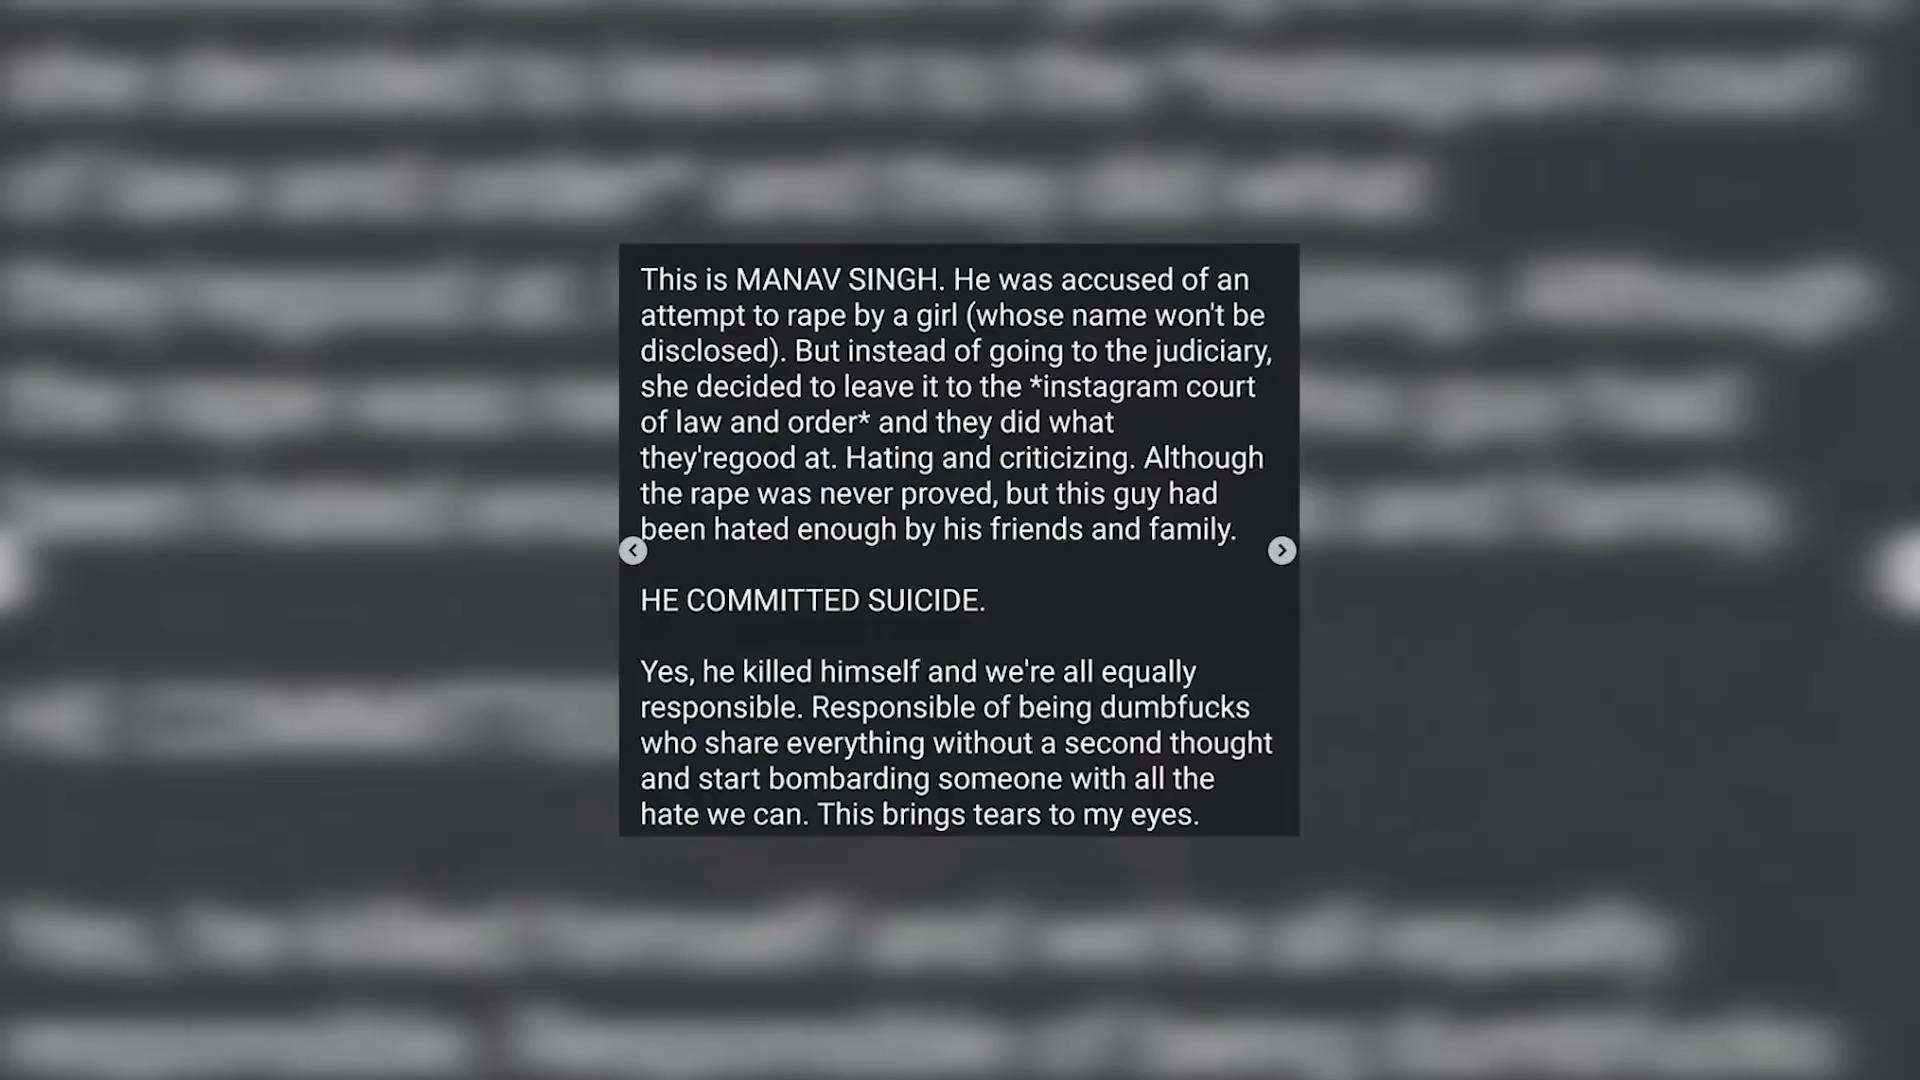 This is MANAV SINGH. He was accused of an
attempt to rape by a girl (whose name won't be
disclosed). But instead of going to the judiciary,
she decided to leave it to the *instagram court
of law and order* and they did what
they'regood at. Hating and criticizing. Although
the rape was never proved, but this guy had
been hated enough by his friends and family.
HE COMMITTED SUICIDE.
Yes, he killed himself and we're all equally
responsible. Responsible of being dumbfucks
who share everything without a second thought
and start bombarding someone with all the
hate we can. This brings tears to my eyes.